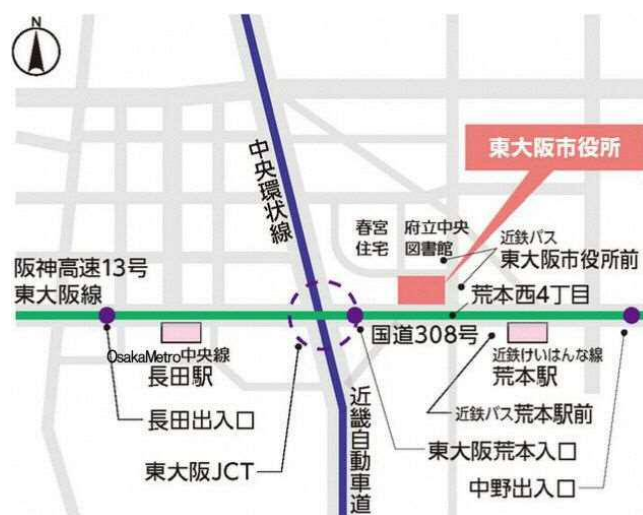 N
東大阪市役所
中央環状線
春宮
住宅
府立中央
図書館
近鉄バス
東大阪市役所前
阪神高速13号
東大阪線
荒本西4丁目
国道308号
OsakaMetro中央線
長田駅
近鉄けいはんな線
荒本駅
長田出入口
近鉄バス荒本駅前
東大阪JCT
近畿自動車道
東大阪荒本入口
中野出入口